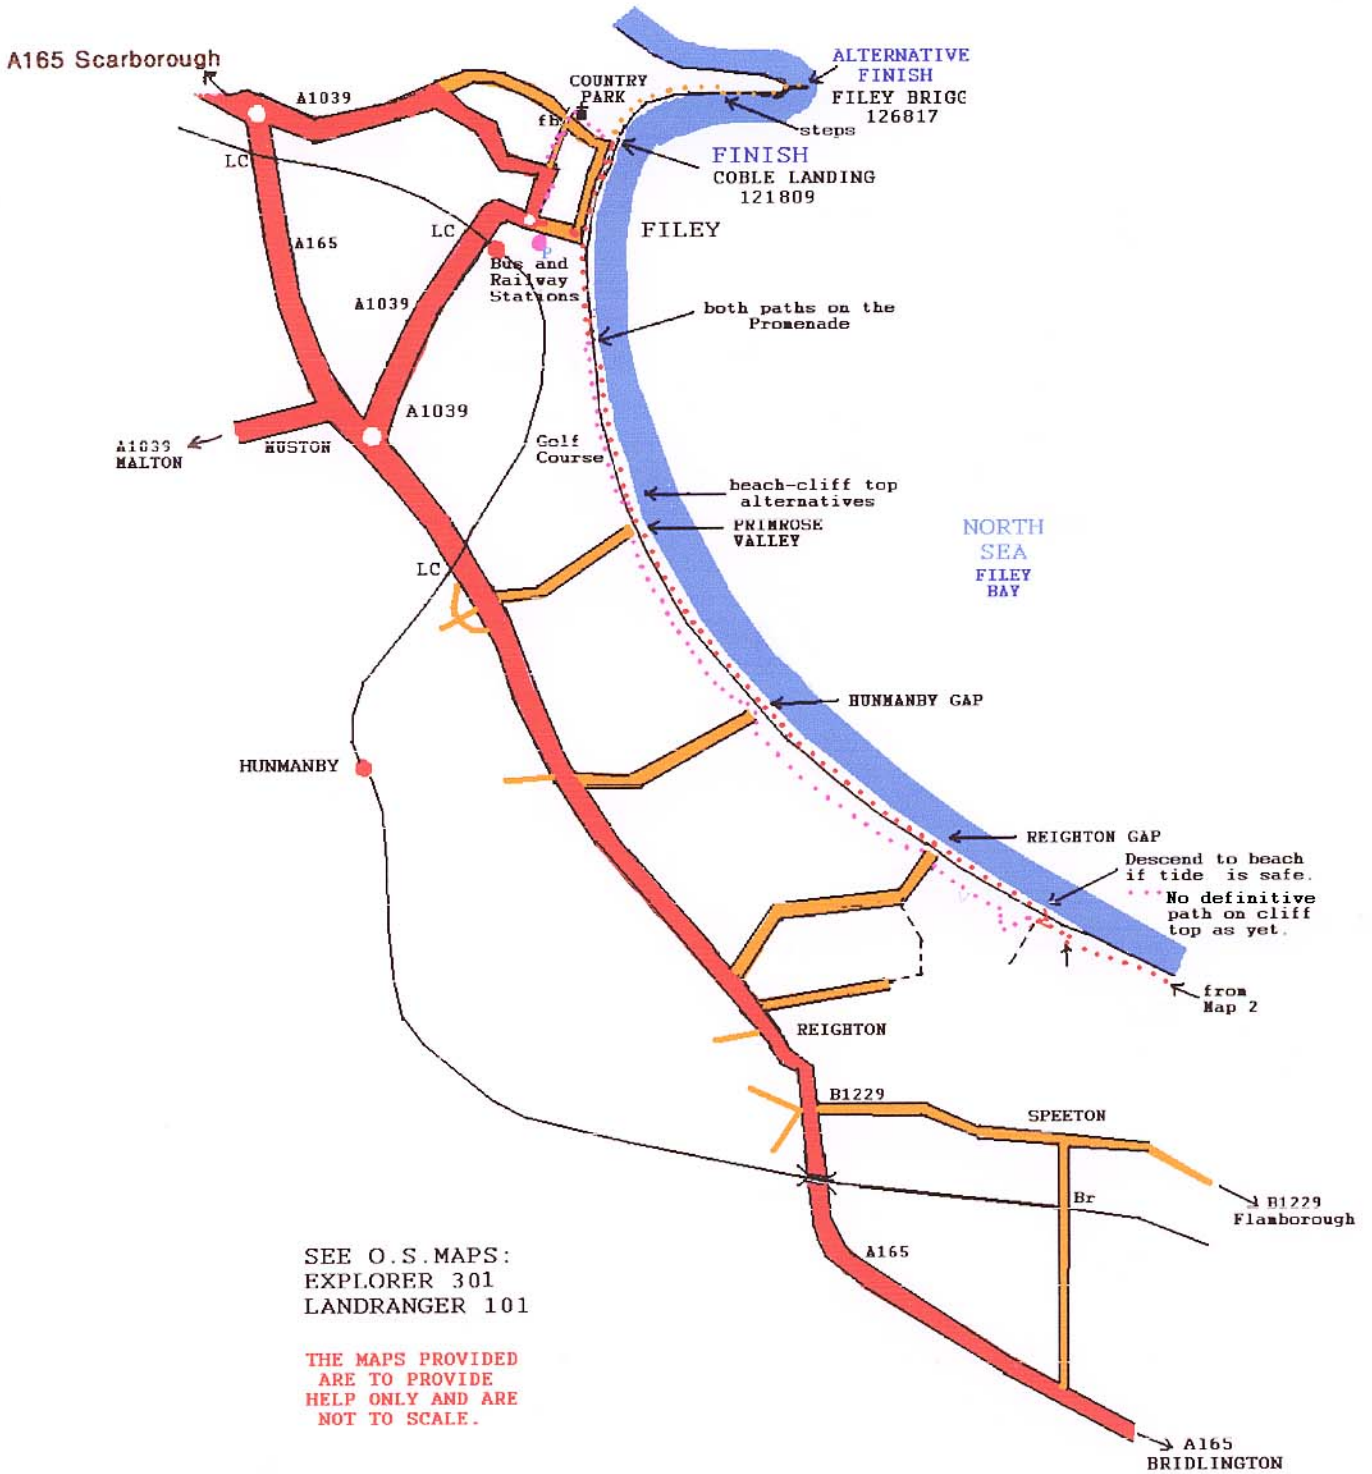 A165 Scarborough
A1039
COUNTRY
PARK
ALTERNATIVE
FINISH
FILEY BRIGG
126817
steps
LC
FINISH
COBLE LANDING
121809
LC
FILEY
A165
P
Bus and
Railway
Stations
A1039
both paths on the
Promenade
A1039
A1039
MALTON
MUSTON
Golf
Course
beach-cliff top
alternatives
PRIMROSE
VALLEY
NORTH
SEA
FILEY
BAY
LC
HUNMANBY GAP
HUNMANBY
REIGHTON GAP
Descend to beach
if tide is safe.
No definitive
path on cliff
top as yet.
from
Map 2
REIGHTON
B1229
SPEETON
Br
B1229
Flamborough
A165
SEE O.S.MAPS:
EXPLORER 301
LANDRANGER 101
THE MAPS PROVIDED
ARE TO PROVIDE
HELP ONLY AND ARE
NOT TO SCALE.
A165
BRIDLINGTON